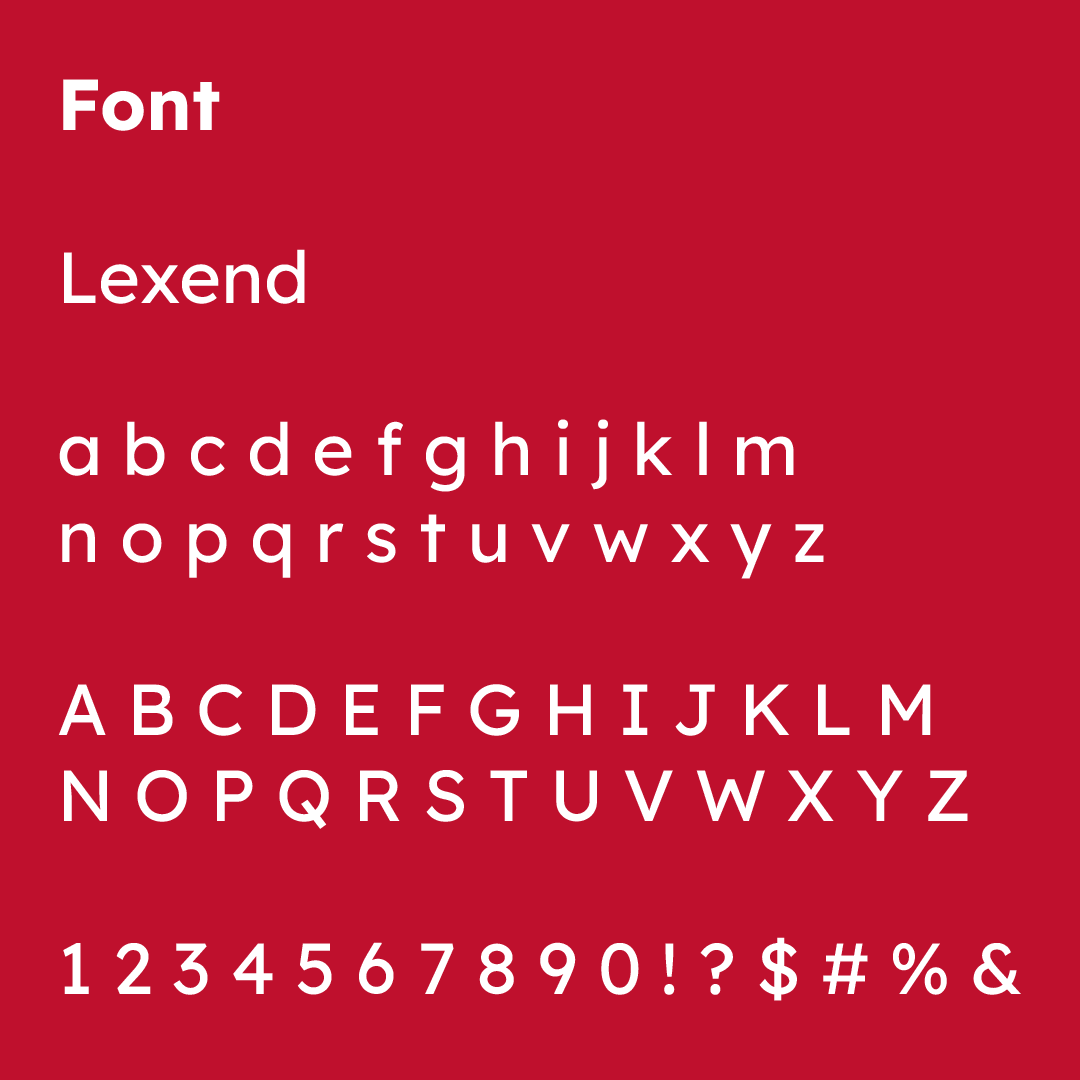 Font
Lexend
a b c d e f g h i j k l m
n o p q r s t u v w x y z
A B C D E F G H I J K L M
N O P Q R S T U V W X Y Z
1 2 3 4 5 6 7 8 9 0 ! ? $ # % &